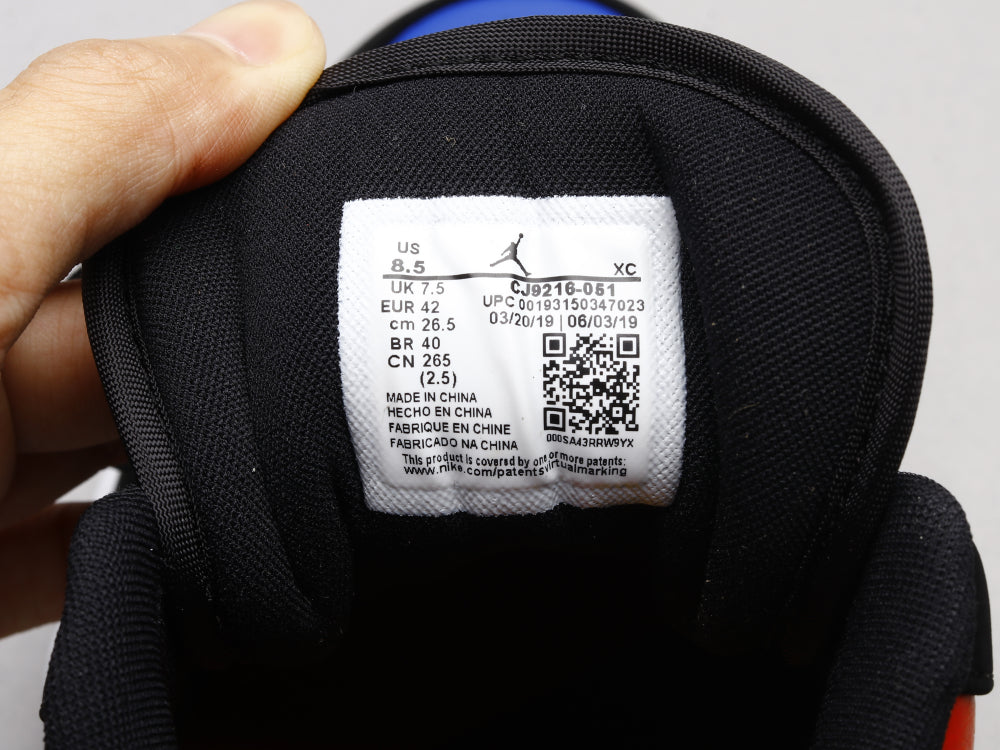 US
8.5 XC
UK 7.5 CJ9216-051
EUR 42 UPC 00193150347023
cm 26.5 03/20/19 | 06/03/19
BR 40
CN 265
(2.5)
MADE IN CHINA
HECHO EN CHINA
FABRIQUE EN CHINE
FABRICADO NA CHINA
000SA43RRW9YX
This product is covered by one or more patents:
www.nike.com/patentsvirtualmarking